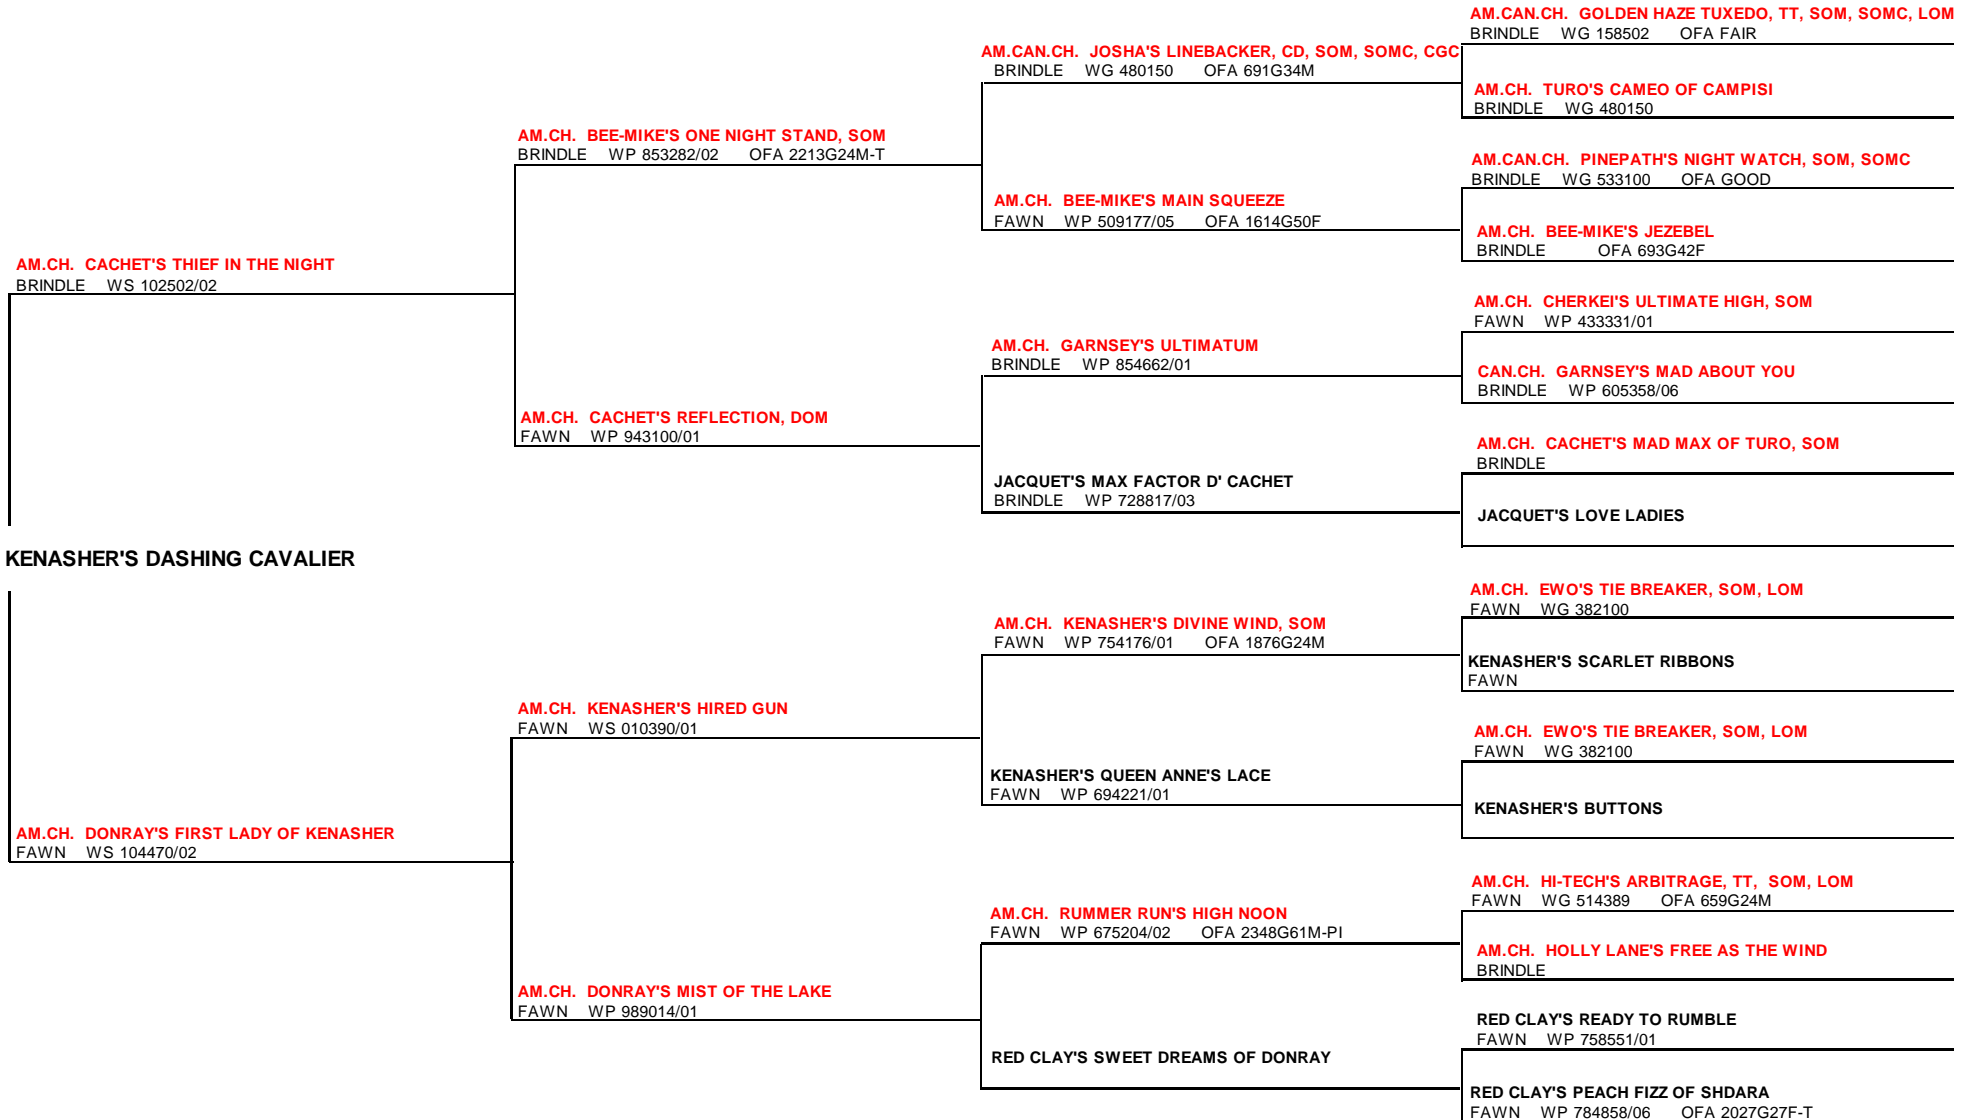 AM.CAN.CH. GOLDEN HAZE TUXEDO, TT, SOM, SOMC, LOM
BRINDLE WG 158502 OFA FAIR
AM.CAN.CH. JOSHA'S LINEBACKER, CD, SOM, SOMC, CGC
BRINDLE WG 480150 OFA 691G34M
AM.CH. TURO'S CAMEO OF CAMPISI
BRINDLE WG 480150
AM.CH. BEE-MIKE'S ONE NIGHT STAND, SOM
BRINDLE WP 853282/02 OFA 2213G24M-T
AM.CAN.CH. PINEPATH'S NIGHT WATCH, SOM, SOMC
BRINDLE WG 533100 OFA GOOD
AM.CH. BEE-MIKE'S MAIN SQUEEZE
FAWN WP 509177/05 OFA 1614G50F
AM.CH. BEE-MIKE'S JEZEBEL
BRINDLE OFA 693G42F
AM.CH. CACHET'S THIEF IN THE NIGHT
BRINDLE WS 102502/02
AM.CH. CHERKEI'S ULTIMATE HIGH, SOM
FAWN WP 433331/01
AM.CH. GARNSEY'S ULTIMATUM
BRINDLE WP 854662/01
CAN.CH. GARNSEY'S MAD ABOUT YOU
BRINDLE WP 605358/06
AM.CH. CACHET'S REFLECTION, DOM
FAWN WP 943100/01
AM.CH. CACHET'S MAD MAX OF TURO, SOM
BRINDLE
JACQUET'S MAX FACTOR D' CACHET
BRINDLE WP 728817/03
JACQUET'S LOVE LADIES
KENASHER'S DASHING CAVALIER
AM.CH. EWO'S TIE BREAKER, SOM, LOM
FAWN WG 382100
AM.CH. KENASHER'S DIVINE WIND, SOM
FAWN WP 754176/01 OFA 1876G24M
KENASHER'S SCARLET RIBBONS
FAWN
AM.CH. KENASHER'S HIRED GUN
FAWN WS 010390/01
AM.CH. EWO'S TIE BREAKER, SOM, LOM
FAWN WG 382100
KENASHER'S QUEEN ANNE'S LACE
FAWN WP 694221/01
KENASHER'S BUTTONS
AM.CH. DONRAY'S FIRST LADY OF KENASHER
FAWN WS 104470/02
AM.CH. HI-TECH'S ARBITRAGE, TT, SOM, LOM
FAWN WG 514389 OFA 659G24M
AM.CH. RUMMER RUN'S HIGH NOON
FAWN WP 675204/02 OFA 2348G61M-PI
AM.CH. HOLLY LANE'S FREE AS THE WIND
BRINDLE
AM.CH. DONRAY'S MIST OF THE LAKE
FAWN WP 989014/01
RED CLAY'S READY TO RUMBLE
FAWN WP 758551/01
RED CLAY'S SWEET DREAMS OF DONRAY
RED CLAY'S PEACH FIZZ OF SHDARA
FAWN WP 784858/06 OFA 2027G27F-T